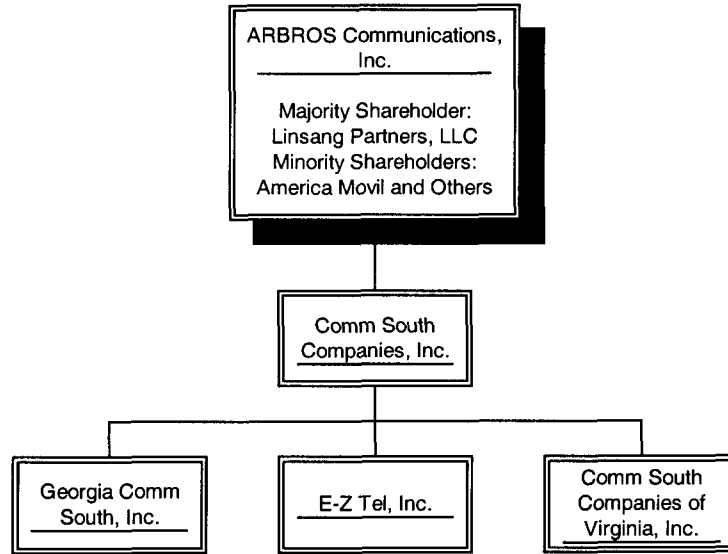 ARBROS Communications,
Inc.
Majority Shareholder:
Linsang Partners, LLC
Minority Shareholders:
America Movil and Others
Comm South
Companies, Inc.
Georgia Comm
South, Inc.
E-Z Tel, Inc.
Comm South
Companies of
Virginia, Inc.